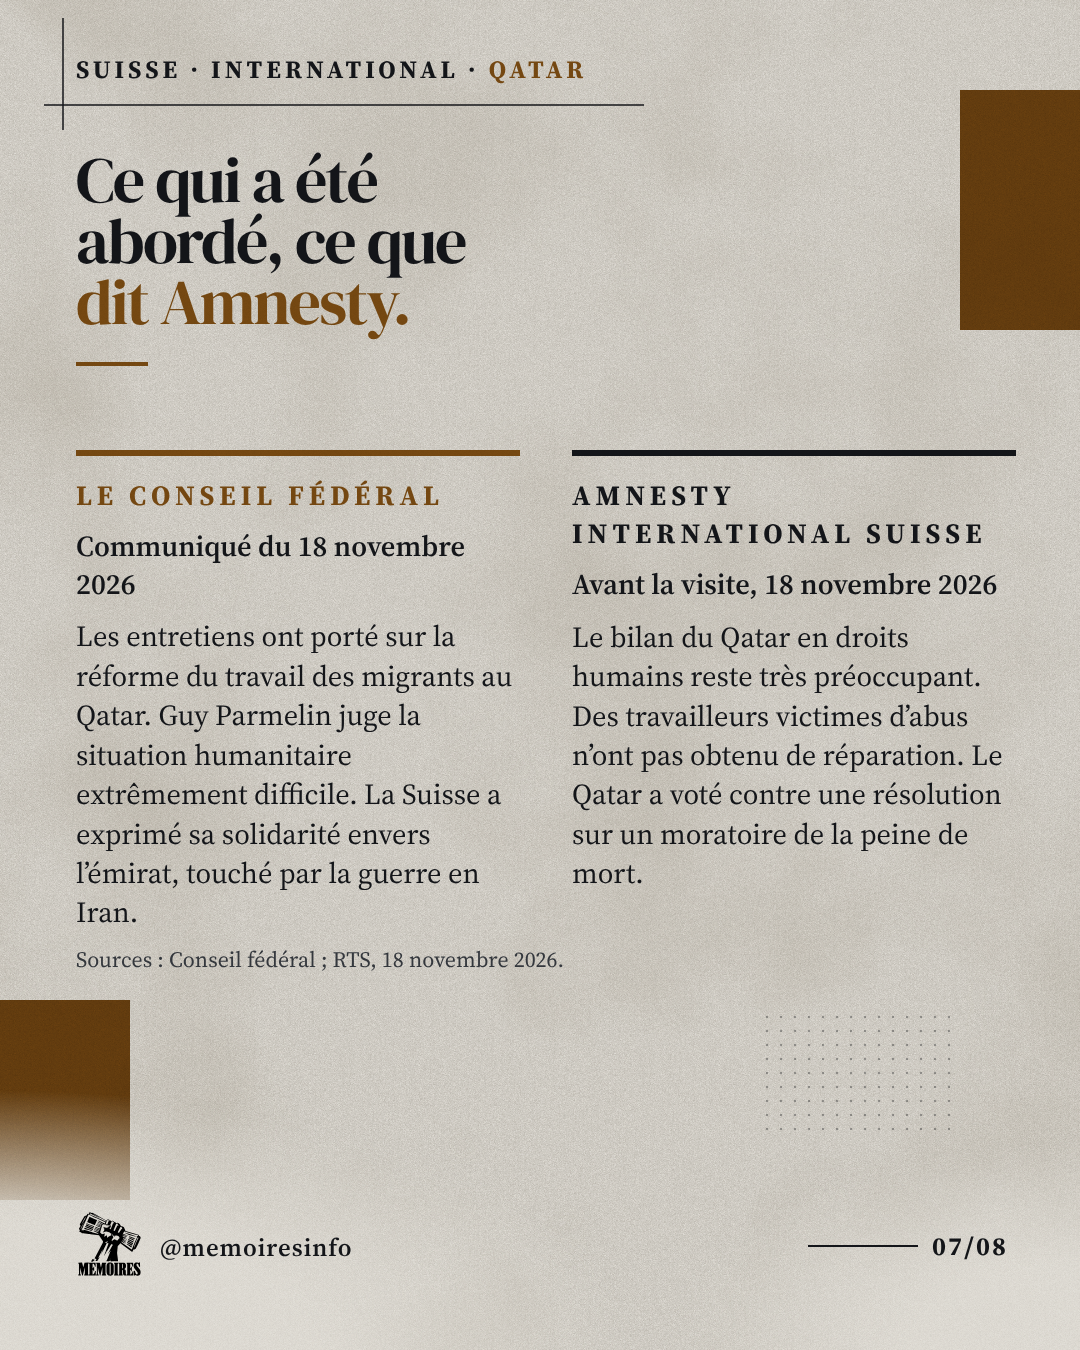 SUISSE · INTERNATIONAL · QATAR
Ce qui a été
abordé, ce que
dit Amnesty.
LE CONSEIL FÉDÉRAL
Communiqué du 18 novembre
2026
Les entretiens ont porté sur la
réforme du travail des migrants au
Qatar. Guy Parmelin juge la
situation humanitaire
extrêmement difficile. La Suisse a
exprimé sa solidarité envers
l’émirat, touché par la guerre en
Iran.
AMNESTY
INTERNATIONAL SUISSE
Avant la visite, 18 novembre 2026
Le bilan du Qatar en droits
humains reste très préoccupant.
Des travailleurs victimes d’abus
n’ont pas obtenu de réparation. Le
Qatar a voté contre une résolution
sur un moratoire de la peine de
mort.
Sources : Conseil fédéral ; RTS, 18 novembre 2026.
MÉMOIRES
@memoiresinfo
07/08